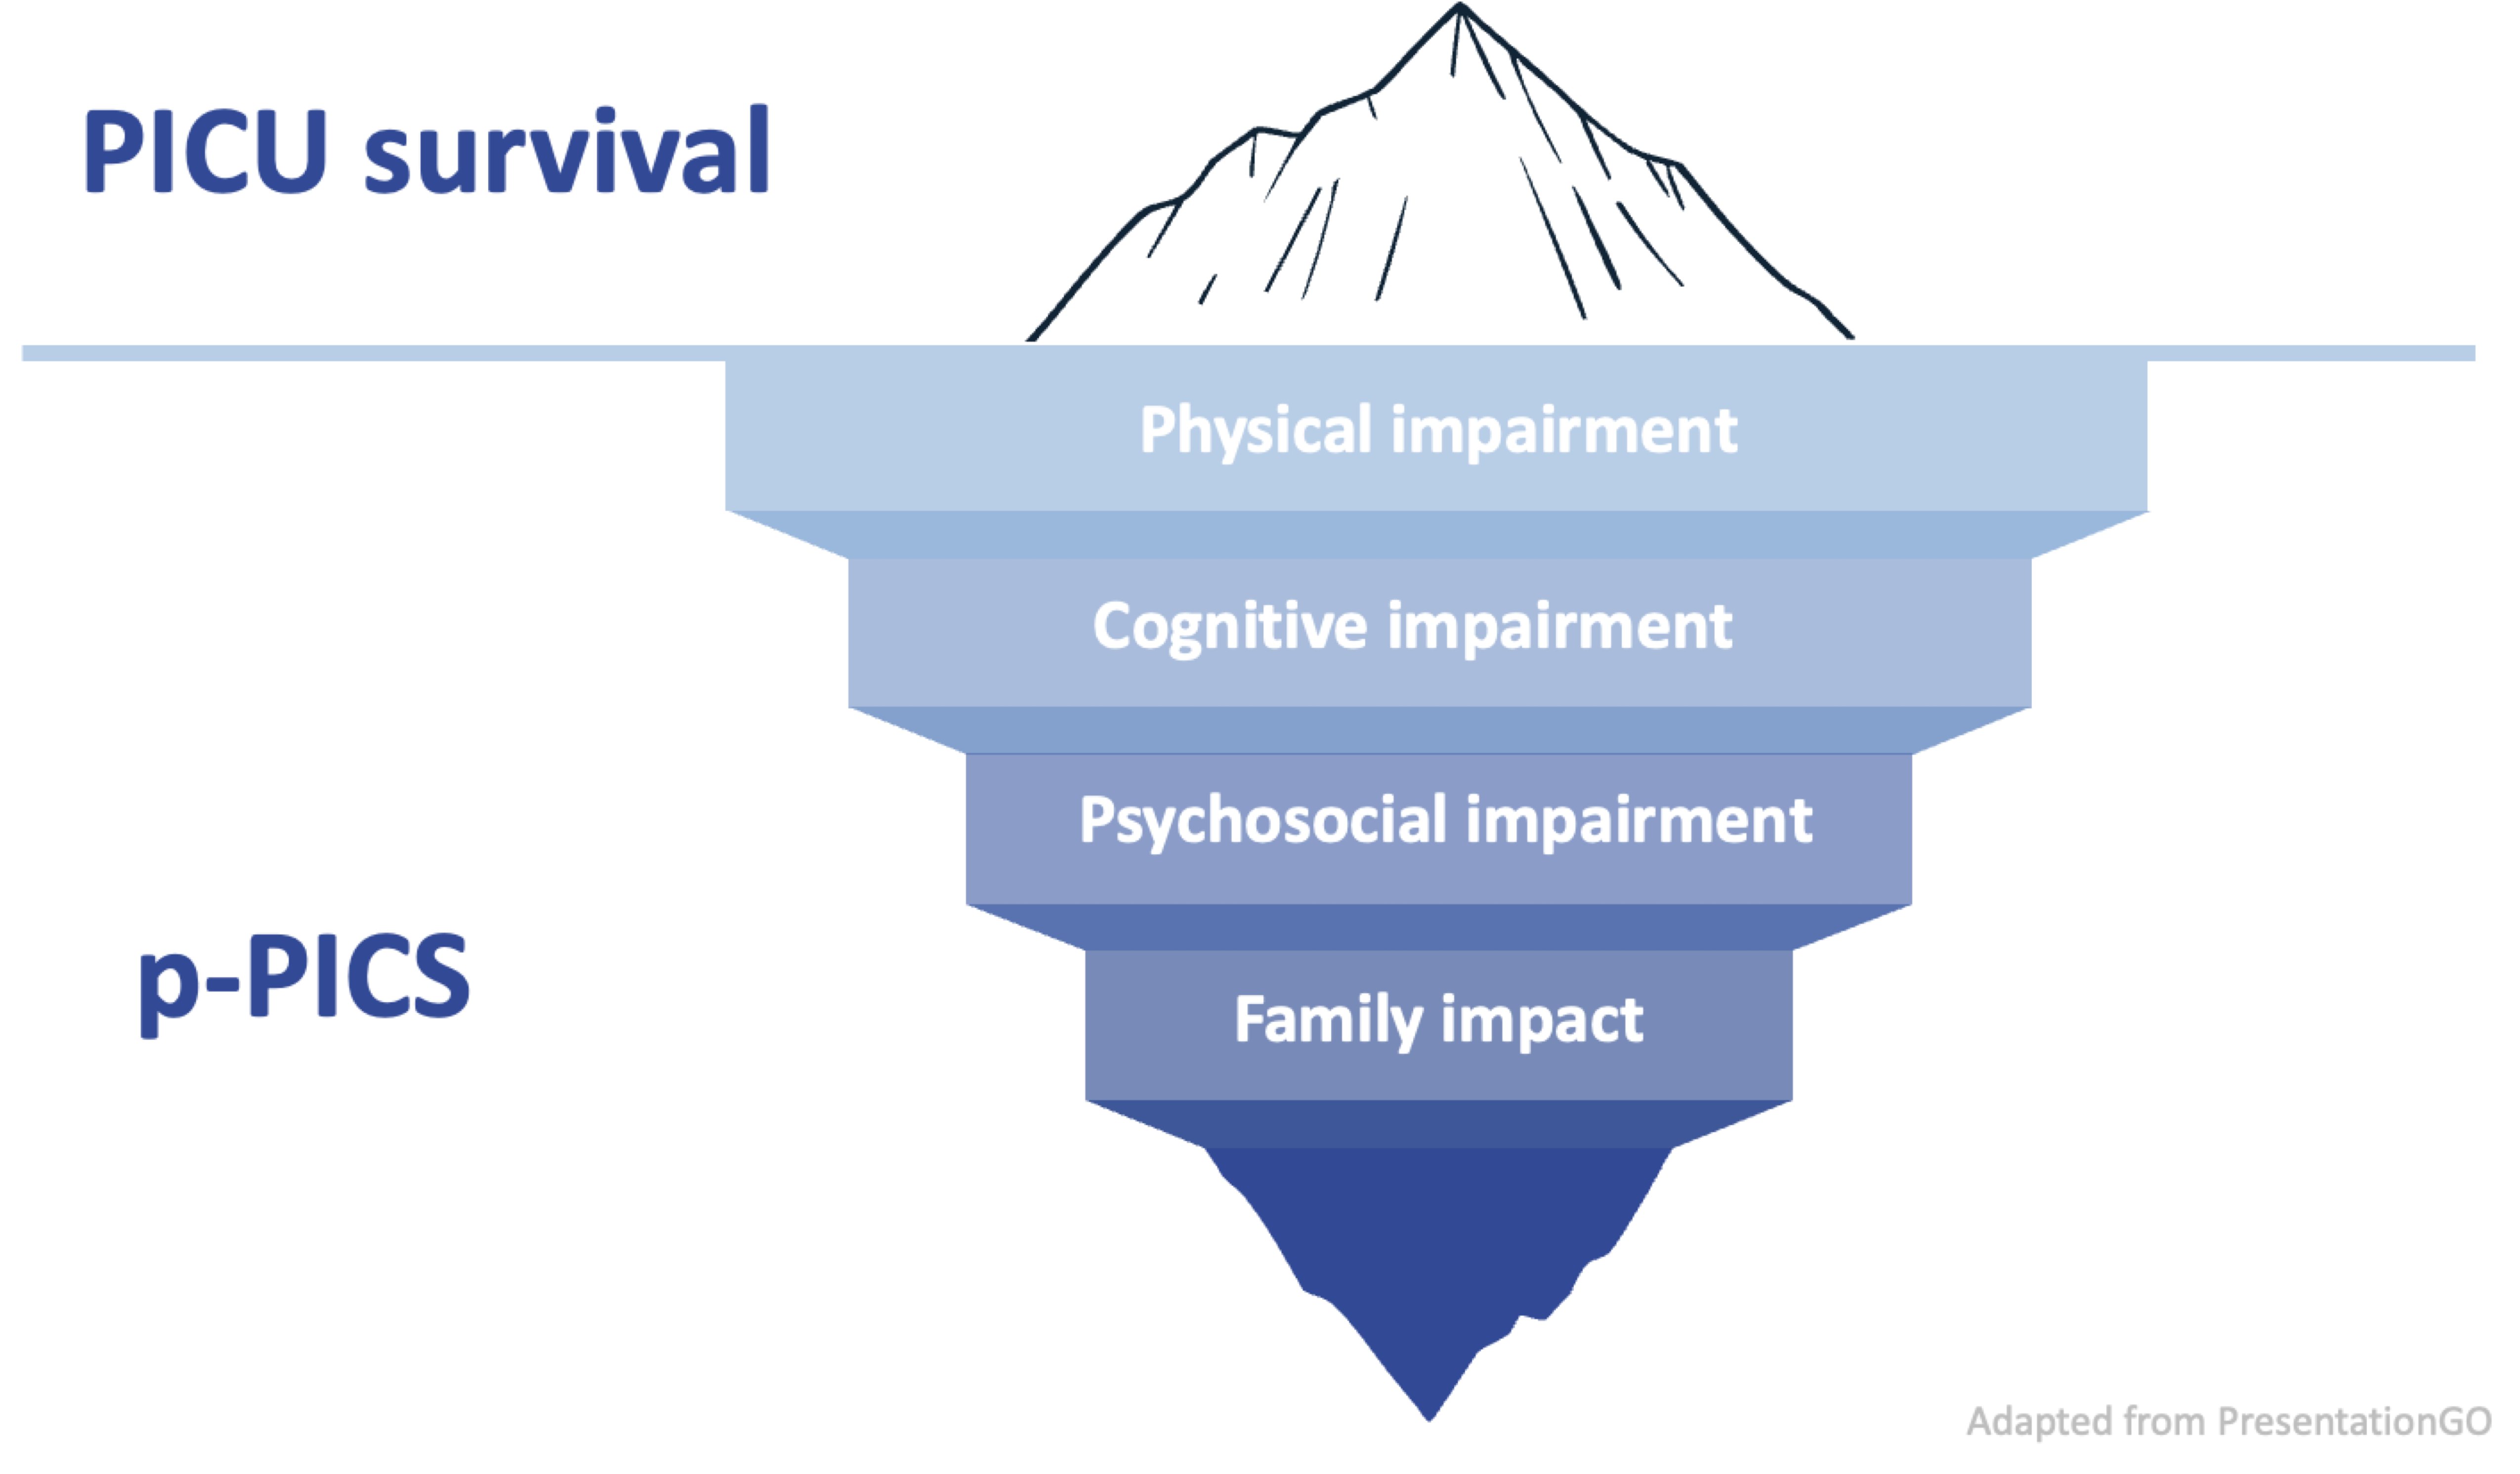 PICU survival
Physical impairment
Cognitive impairment
Psychosocial impairment
p-PICS
Family impact
Adapted from PresentationGO